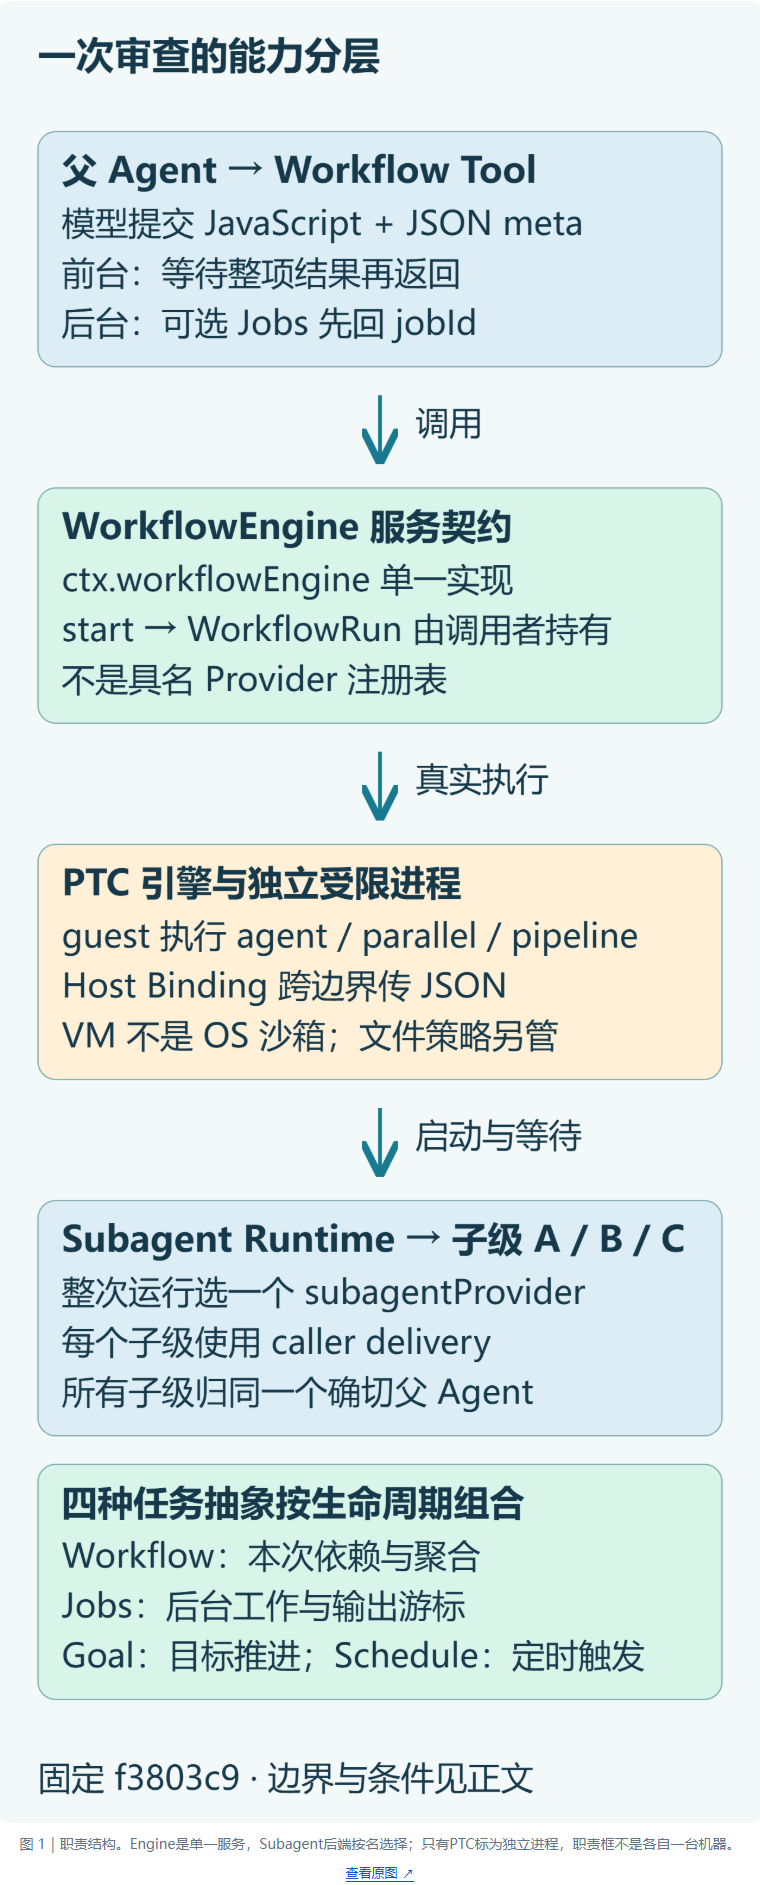 一次审查的能力分层
父 Agent → Workflow Tool
模型提交 JavaScript + JSON meta
前台：等待整项结果再返回
后台：可选 Jobs 先回 jobId
调用
WorkflowEngine 服务契约
ctx.workflowEngine 单一实现
start → WorkflowRun 由调用者持有
不是具名 Provider 注册表
真实执行
PTC 引擎与独立受限进程
guest 执行 agent / parallel / pipeline
Host Binding 跨边界传 JSON
VM 不是 OS 沙箱；文件策略另管
启动与等待
Subagent Runtime → 子级 A / B / C
整次运行选一个 subagentProvider
每个子级使用 caller delivery
所有子级归同一个确切父 Agent
四种任务抽象按生命周期组合
Workflow：本次依赖与聚合
Jobs：后台工作与输出游标
Goal：目标推进；Schedule：定时触发
固定 f3803c9 · 边界与条件见正文
图 1｜职责结构。Engine是单一服务，Subagent后端按名选择；只有PTC标为独立进程，职责框不是各自一台机器。
查看原图 ↗